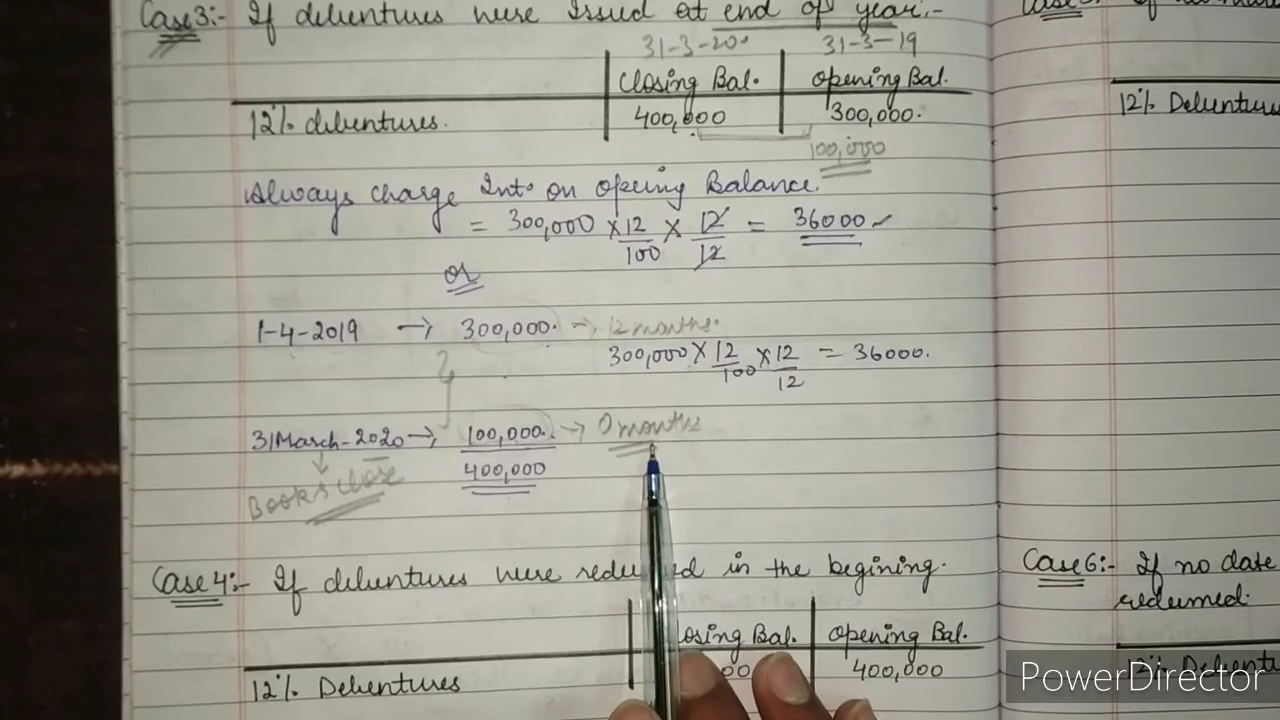 Case 3:- If debentures were Issued at end of year.-
31-3-20 31-3-19
Closing Bal. Opening Bal.
12% debentures. 400,000 300,000.
100,000
Always charge Int. on opening Balance.
= 300,000 × 12/100 × 12/12 = 36000
or
1-4-2019 → 300,000. → 12 months.
300,000 × 12/100 × 12/12 = 36000.
31 March-2020 → 100,000. → 0 months
400,000
Books close
Case 4:- If debentures were in the begining.
osing Bal. Opening Bal.
12% Debentures 00 400,000
12% Debentures
Case 6:- If no date
redeemed.
12% Debentu
PowerDirector